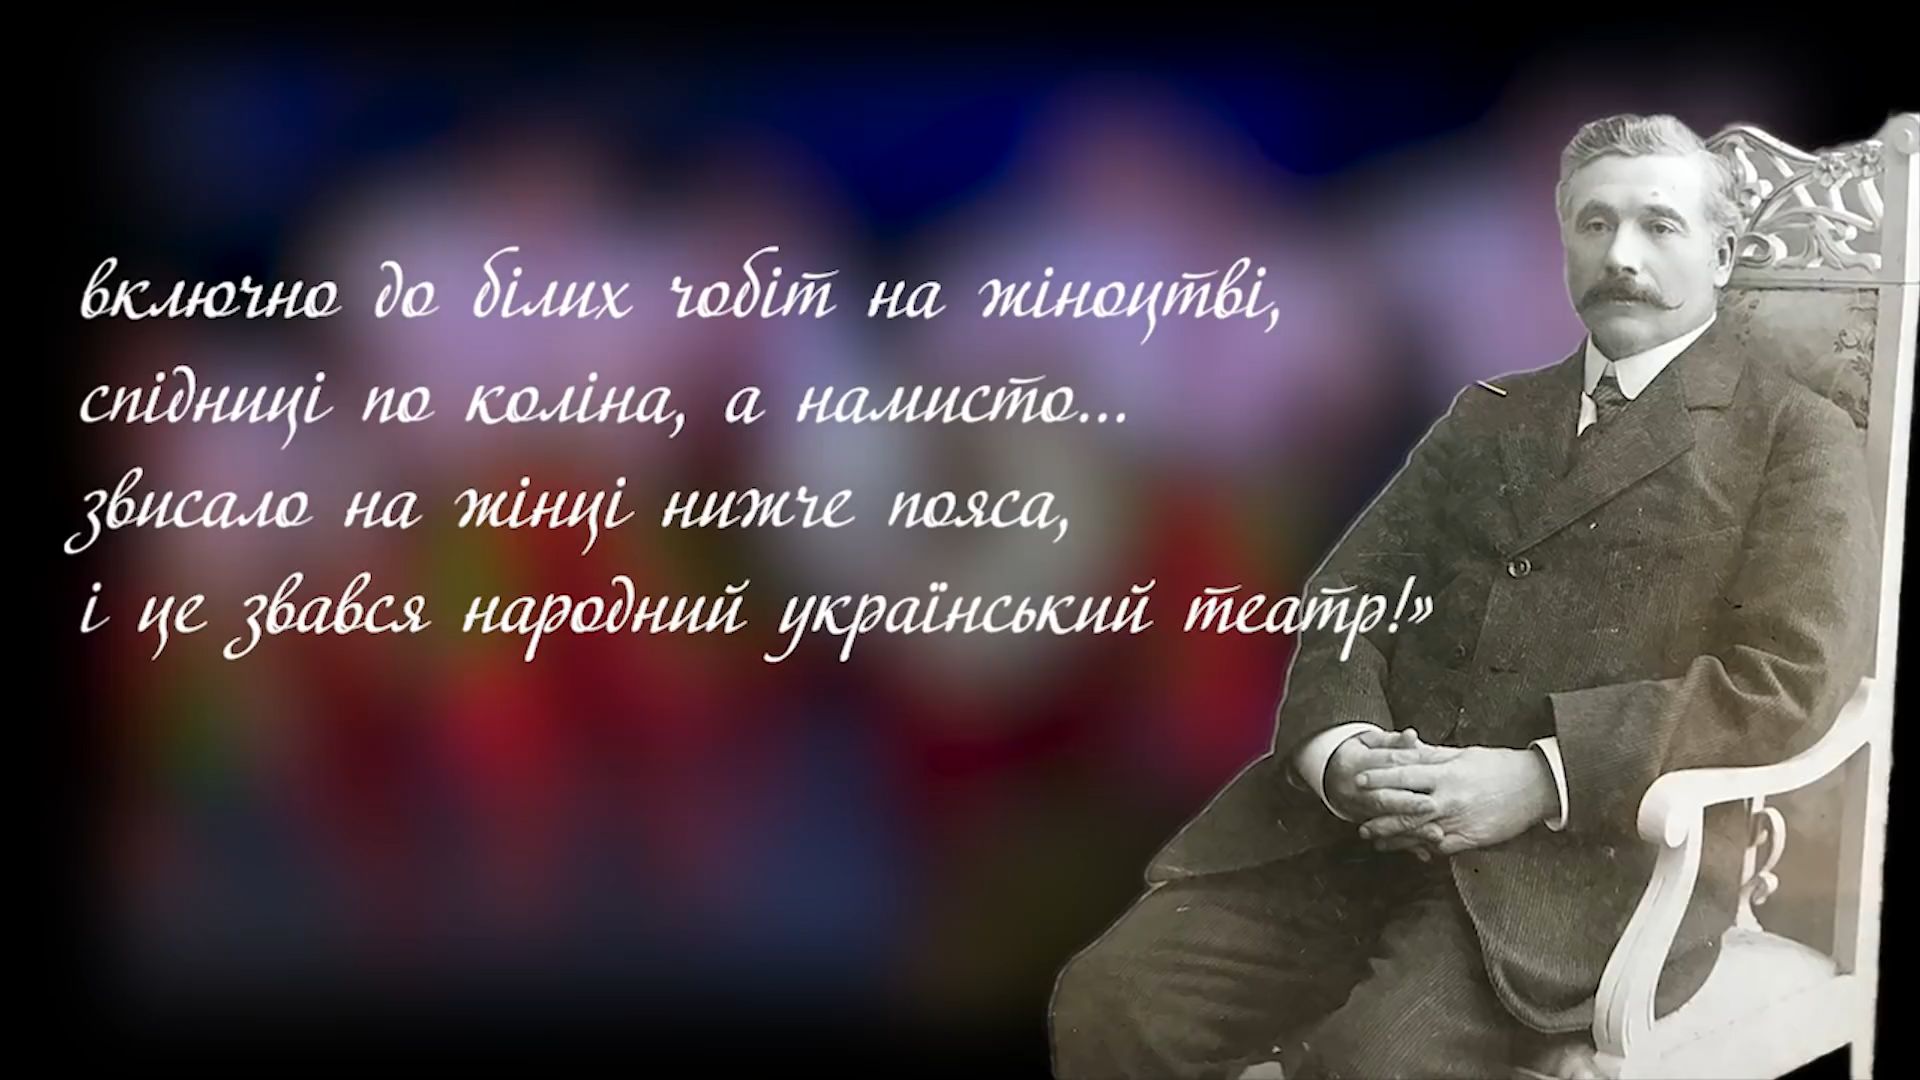 включно до білих чобіт на жіноцтві,
спідниці по коліна, а намисто...
звисало на жінці нижче пояса,
і це звався народний український театр!»